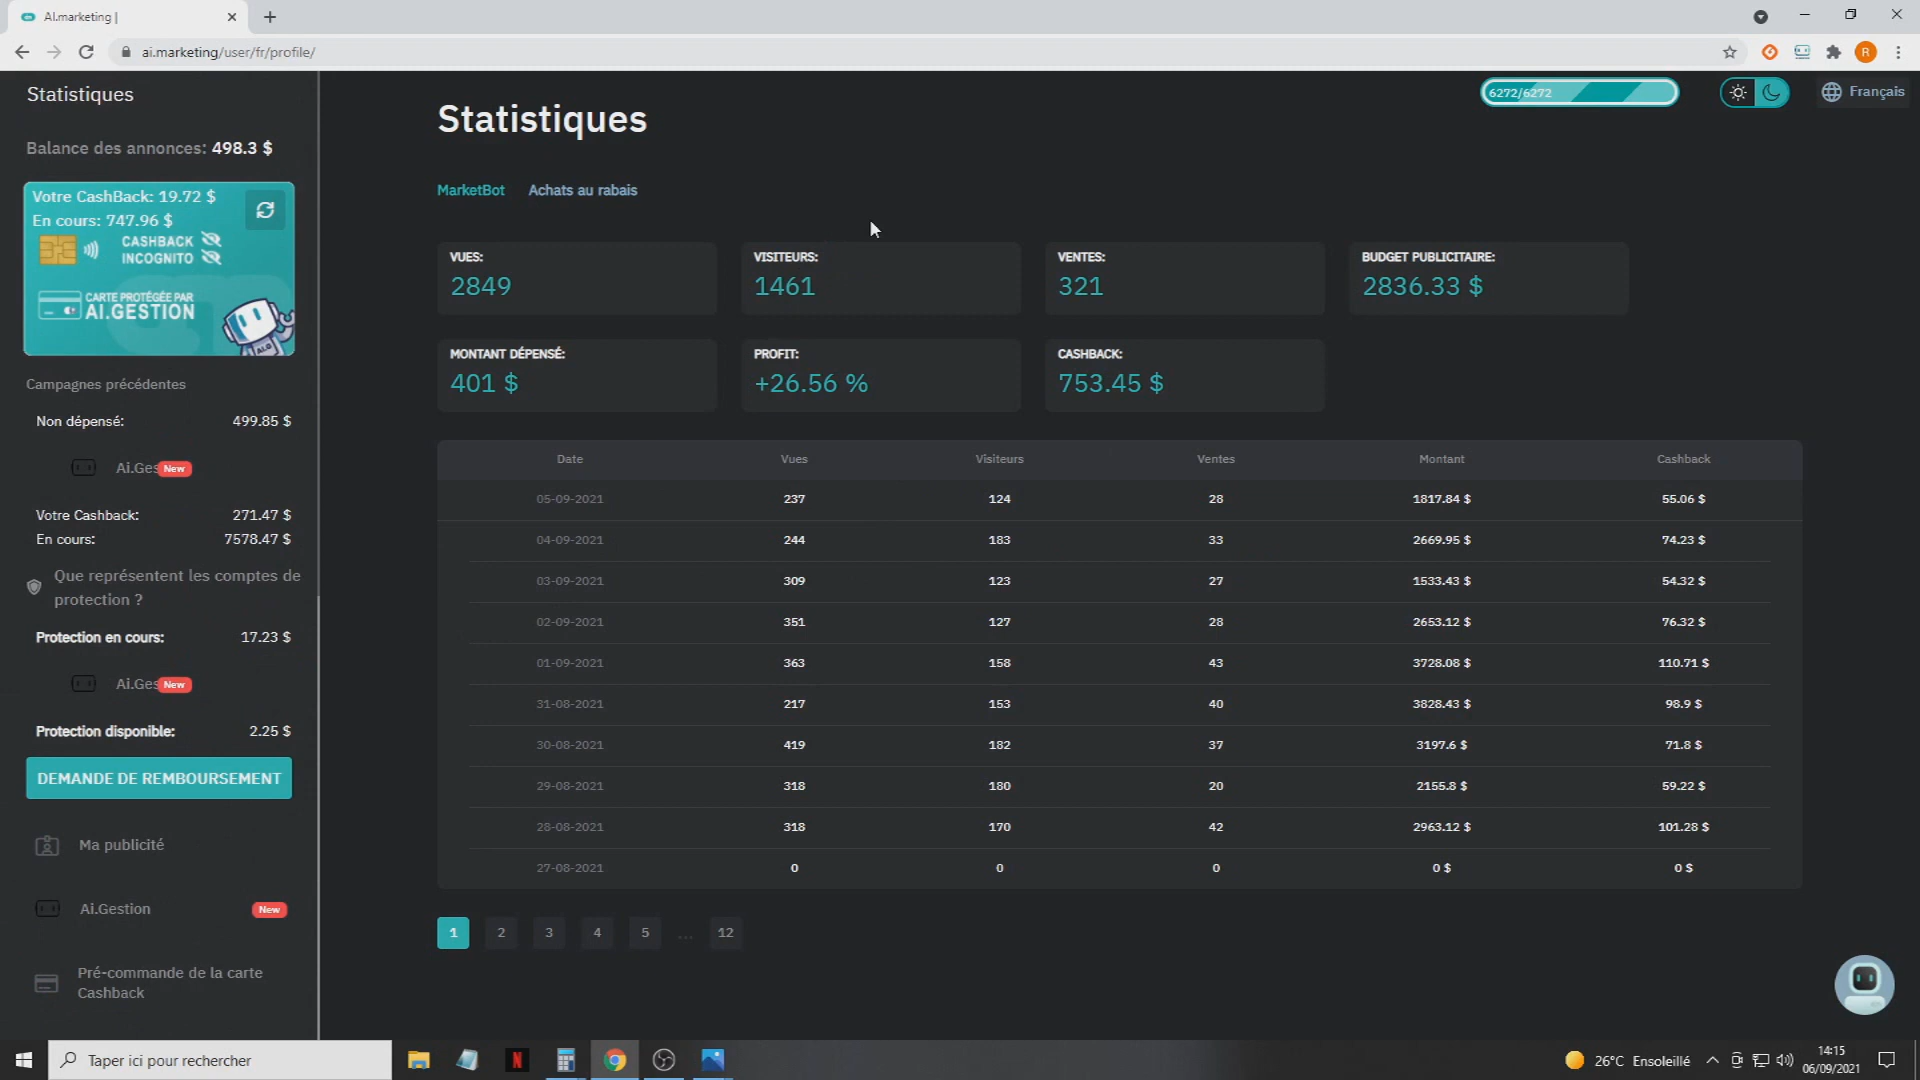 AI.marketing |
ai.marketing/user/fr/profile/
R
Statistiques
Balance des annonces: 498.3 $
Votre CashBack: 19.72 $
En cours: 747.96 $
CASHBACK
INCOGNITO
CARTE PROTÉGÉE PAR
AI.GESTION
ALG
Campagnes précédentes
Non dépensé: 499.85 $
Ai.Ges New
Votre Cashback: 271.47 $
En cours: 7578.47 $
Que représentent les comptes de
protection ?
Protection en cours: 17.23 $
Ai.Ges New
Protection disponible: 2.25 $
DEMANDE DE REMBOURSEMENT
Ma publicité
Ai.Gestion New
Pré-commande de la carte
Cashback
Statistiques
6272/6272
Français
MarketBot Achats au rabais
VUES:
2849
VISITEURS:
1461
VENTES:
321
BUDGET PUBLICITAIRE:
2836.33 $
MONTANT DÉPENSÉ:
401 $
PROFIT:
+26.56 %
CASHBACK:
753.45 $
Date Vues Visiteurs Ventes Montant Cashback
05-09-2021 237 124 28 1817.84 $ 55.06 $
04-09-2021 244 183 33 2669.95 $ 74.23 $
03-09-2021 309 123 27 1533.43 $ 54.32 $
02-09-2021 351 127 28 2653.12 $ 76.32 $
01-09-2021 363 158 43 3728.08 $ 110.71 $
31-08-2021 217 153 40 3828.43 $ 98.9 $
30-08-2021 419 182 37 3197.6 $ 71.8 $
29-08-2021 318 180 20 2155.8 $ 59.22 $
28-08-2021 318 170 42 2963.12 $ 101.28 $
27-08-2021 0 0 0 0 $ 0 $
1 2 3 4 5 ... 12
Taper ici pour rechercher
N
26°C Ensoleillé
14:15
06/09/2021